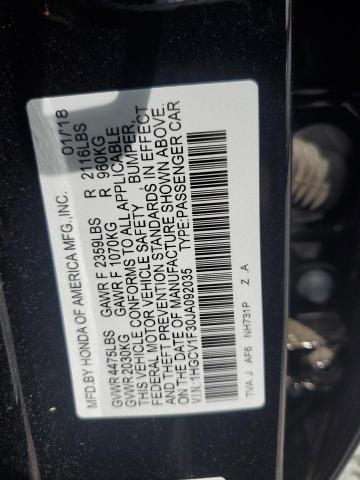 MFD.BY HONDA OF AMERICA MFG.,INC. 01/18
GVWR 4475LBS GAWR F 2359LBS R 2116LBS
GVWR 2030KG GAWR F 1070KG R 960KG
THIS VEHICLE CONFORMS TO ALL APPLICABLE
FEDERAL MOTOR VEHICLE SAFETY, BUMPER,
AND THEFT PREVENTION STANDARDS IN EFFECT
ON THE DATE OF MANUFACTURE SHOWN ABOVE.
V.I.N.:1HGCV1F30JA092035 TYPE:PASSENGER CAR
TVA J AF6 NH731P Z .A